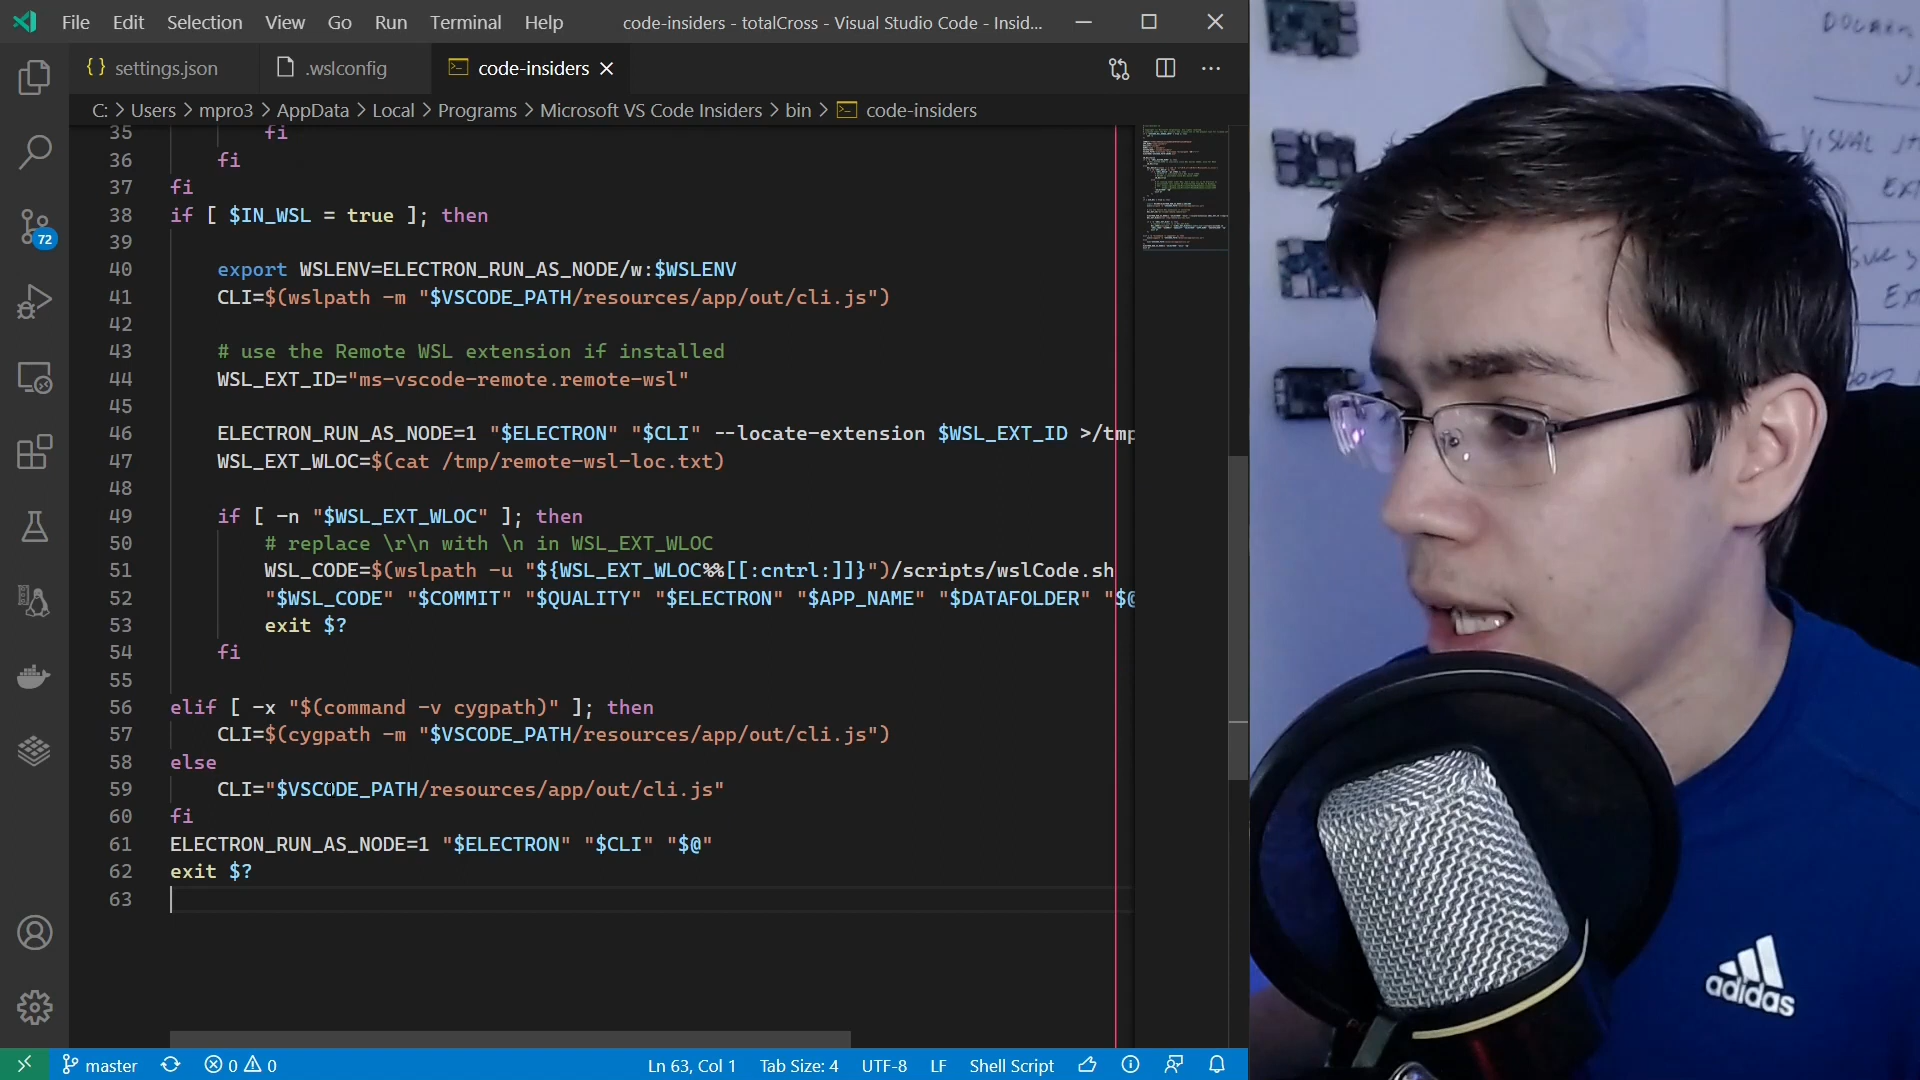 File Edit Selection View Go Run Terminal Help code-insiders - totalCross - Visual Studio Code - Insid...
settings.json .wslconfig code-insiders
C: > Users > mpro3 > AppData > Local > Programs > Microsoft VS Code Insiders > bin > code-insiders
35 fi
36 fi
37 fi
38 if [ $IN_WSL = true ]; then
39
40 export WSLENV=ELECTRON_RUN_AS_NODE/w:$WSLENV
41 CLI=$(wslpath -m "$VSCODE_PATH/resources/app/out/cli.js")
42
43 # use the Remote WSL extension if installed
44 WSL_EXT_ID="ms-vscode-remote.remote-wsl"
45
46 ELECTRON_RUN_AS_NODE=1 "$ELECTRON" "$CLI" --locate-extension $WSL_EXT_ID >/tmp
47 WSL_EXT_WLOC=$(cat /tmp/remote-wsl-loc.txt)
48
49 if [ -n "$WSL_EXT_WLOC" ]; then
50 # replace \r\n with \n in WSL_EXT_WLOC
51 WSL_CODE=$(wslpath -u "${WSL_EXT_WLOC%%[[:cntrl:]]}")/scripts/wslCode.sh
52 "$WSL_CODE" "$COMMIT" "$QUALITY" "$ELECTRON" "$APP_NAME" "$DATAFOLDER" "$@
53 exit $?
54 fi
55
56 elif [ -x "$(command -v cygpath)" ]; then
57 CLI=$(cygpath -m "$VSCODE_PATH/resources/app/out/cli.js")
58 else
59 CLI="$VSCODE_PATH/resources/app/out/cli.js"
60 fi
61 ELECTRON_RUN_AS_NODE=1 "$ELECTRON" "$CLI" "$@"
62 exit $?
63
72
master 0 0 Ln 63, Col 1 Tab Size: 4 UTF-8 LF Shell Script
adidas